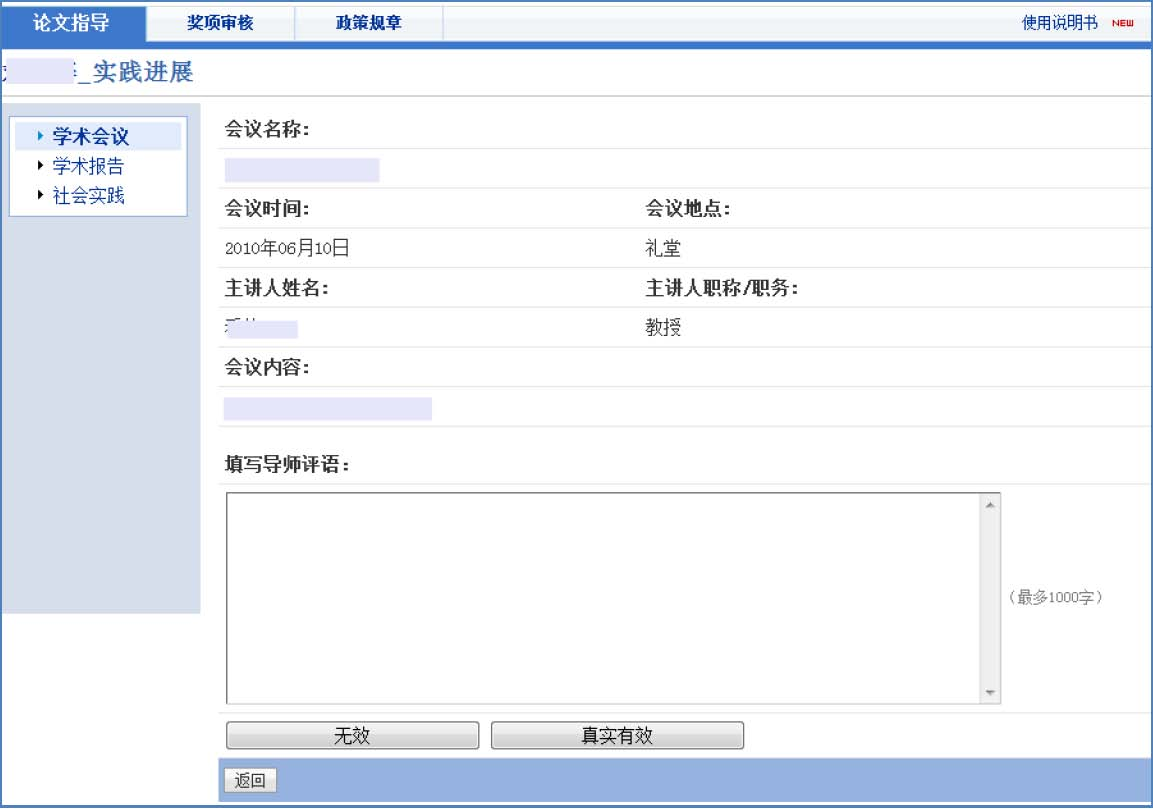 论文指导 奖项审核 政策规章 使用说明书 NEW
_实践进展
学术会议
学术报告
社会实践
会议名称：
会议时间： 会议地点：
2010年06月10日 礼堂
主讲人姓名： 主讲人职称/职务：
教授
会议内容：
填写导师评语：
（最多1000字）
无效 真实有效
返回